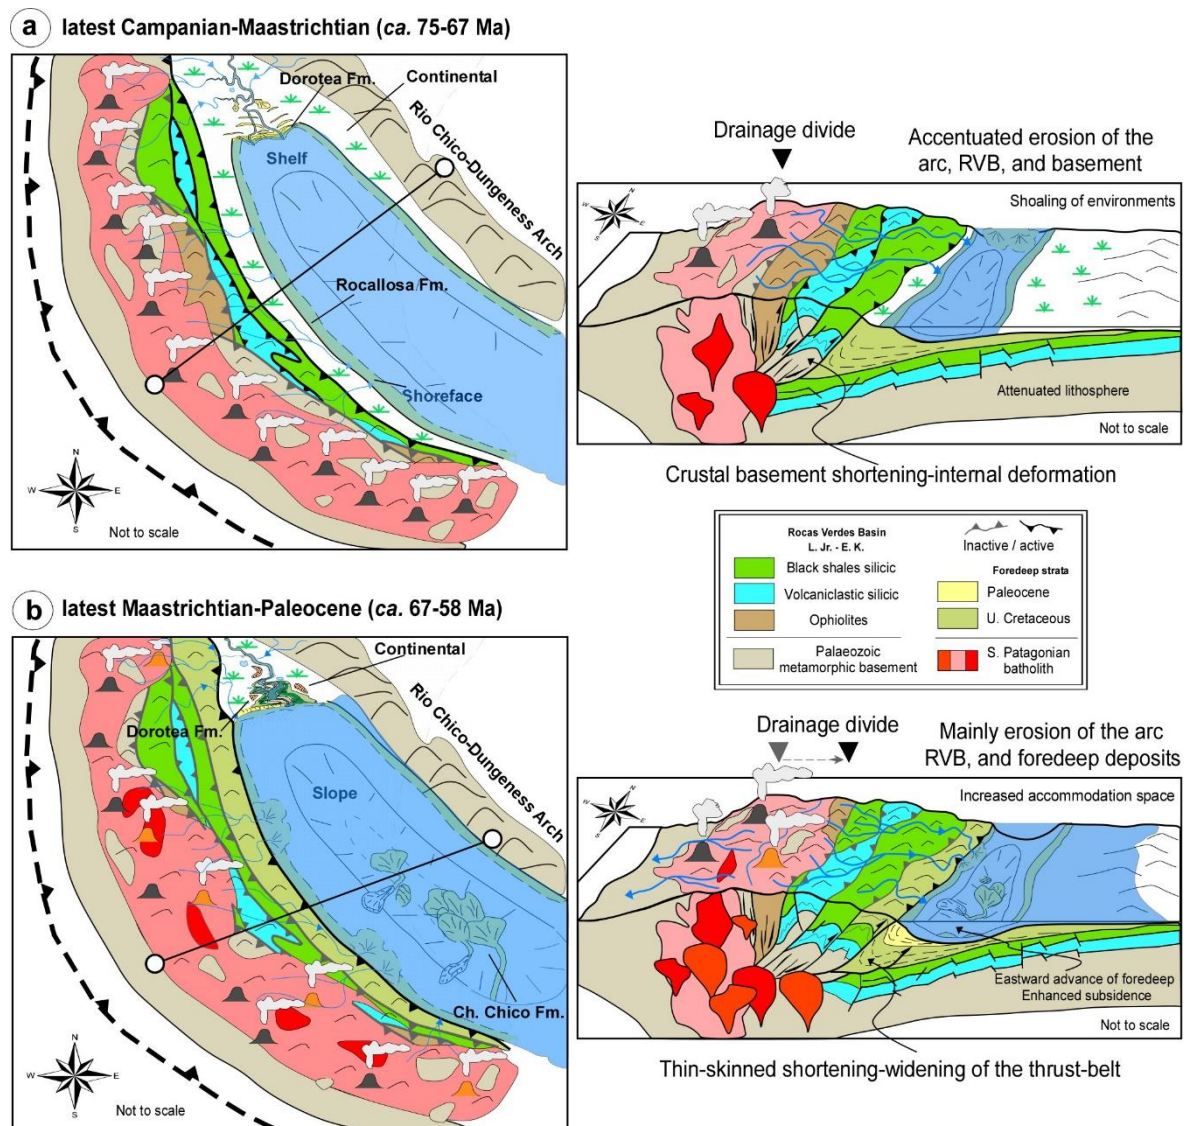 a latest Campanian-Maastrichtian (ca. 75-67 Ma)
Dorotea Fm.
Continental
Rio Chico-Dungeness Arch
Shelf
Rocallosa Fm.
Shoreface
N
W E
S
Not to scale
Drainage divide
Accentuated erosion of the
arc, RVB, and basement
N
W
E
S
Shoaling of environments
Attenuated lithosphere
Not to scale
Crustal basement shortening-internal deformation
Rocas Verdes Basin
L. Jr. - E. K.
Black shales silicic
Volcaniclastic silicic
Ophiolites
Palaeozoic
metamorphic basement
Inactive / active
Foredeep strata
Paleocene
U. Cretaceous
S. Patagonian
batholith
b latest Maastrichtian-Paleocene (ca. 67-58 Ma)
Continental
Dorotea Fm.
Rio Chico-Dungeness Arch
Slope
Ch. Chico Fm.
N
W E
S
Not to scale
Drainage divide
Mainly erosion of the arc
RVB, and foredeep deposits
N
W
E
S
Increased accommodation space
Eastward advance of foredeep
Enhanced subsidence
Not to scale
Thin-skinned shortening-widening of the thrust-belt